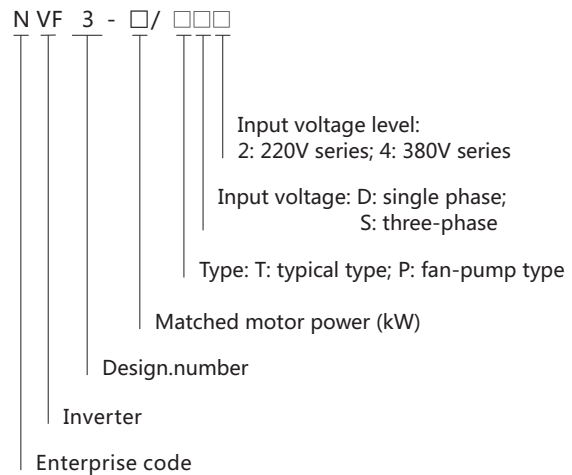 N VF 3 - □/ □□□
Input voltage level:
2: 220V series; 4: 380V series
Input voltage: D: single phase;
S: three-phase
Type: T: typical type; P: fan-pump type
Matched motor power (kW)
Design.number
Inverter
Enterprise code